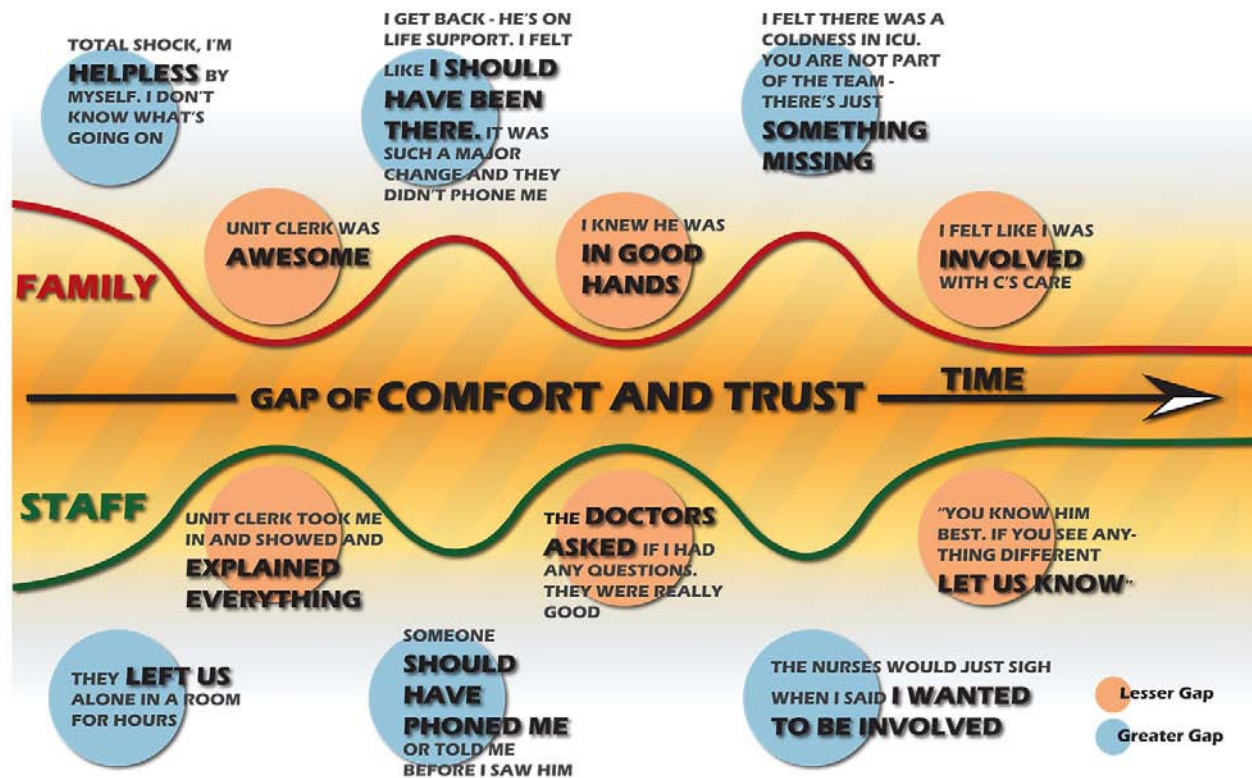 TOTAL SHOCK, I'M
HELPLESS BY
MYSELF. I DON'T
KNOW WHAT'S
GOING ON
I GET BACK - HE'S ON
LIFE SUPPORT. I FELT
LIKE I SHOULD
HAVE BEEN
THERE. IT WAS
SUCH A MAJOR
CHANGE AND THEY
DIDN'T PHONE ME
I FELT THERE WAS A
COLDNESS IN ICU.
YOU ARE NOT PART
OF THE TEAM -
THERE'S JUST
SOMETHING
MISSING
UNIT CLERK WAS
AWESOME
I KNEW HE WAS
IN GOOD
HANDS
I FELT LIKE I WAS
INVOLVED
WITH C'S CARE
FAMILY
GAP OF COMFORT AND TRUST
TIME
STAFF
UNIT CLERK TOOK ME
IN AND SHOWED AND
EXPLAINED
EVERYTHING
THE DOCTORS
ASKED IF I HAD
ANY QUESTIONS.
THEY WERE REALLY
GOOD
"YOU KNOW HIM
BEST. IF YOU SEE ANY-
THING DIFFERENT
LET US KNOW"
THEY LEFT US
ALONE IN A ROOM
FOR HOURS
SOMEONE
SHOULD
HAVE
PHONED ME
OR TOLD ME
BEFORE I SAW HIM
THE NURSES WOULD JUST SIGH
WHEN I SAID I WANTED
TO BE INVOLVED
Lesser Gap
Greater Gap